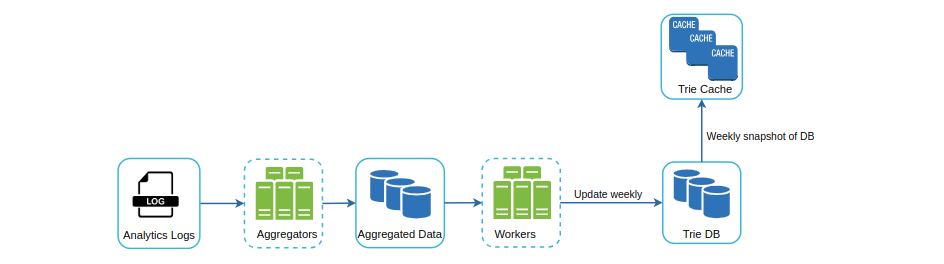 CACHE
CACHE
CACHE
Trie Cache
Weekly snapshot of DB
LOG
Analytics Logs
Aggregators
Aggregated Data
Workers
Update weekly
Trie DB